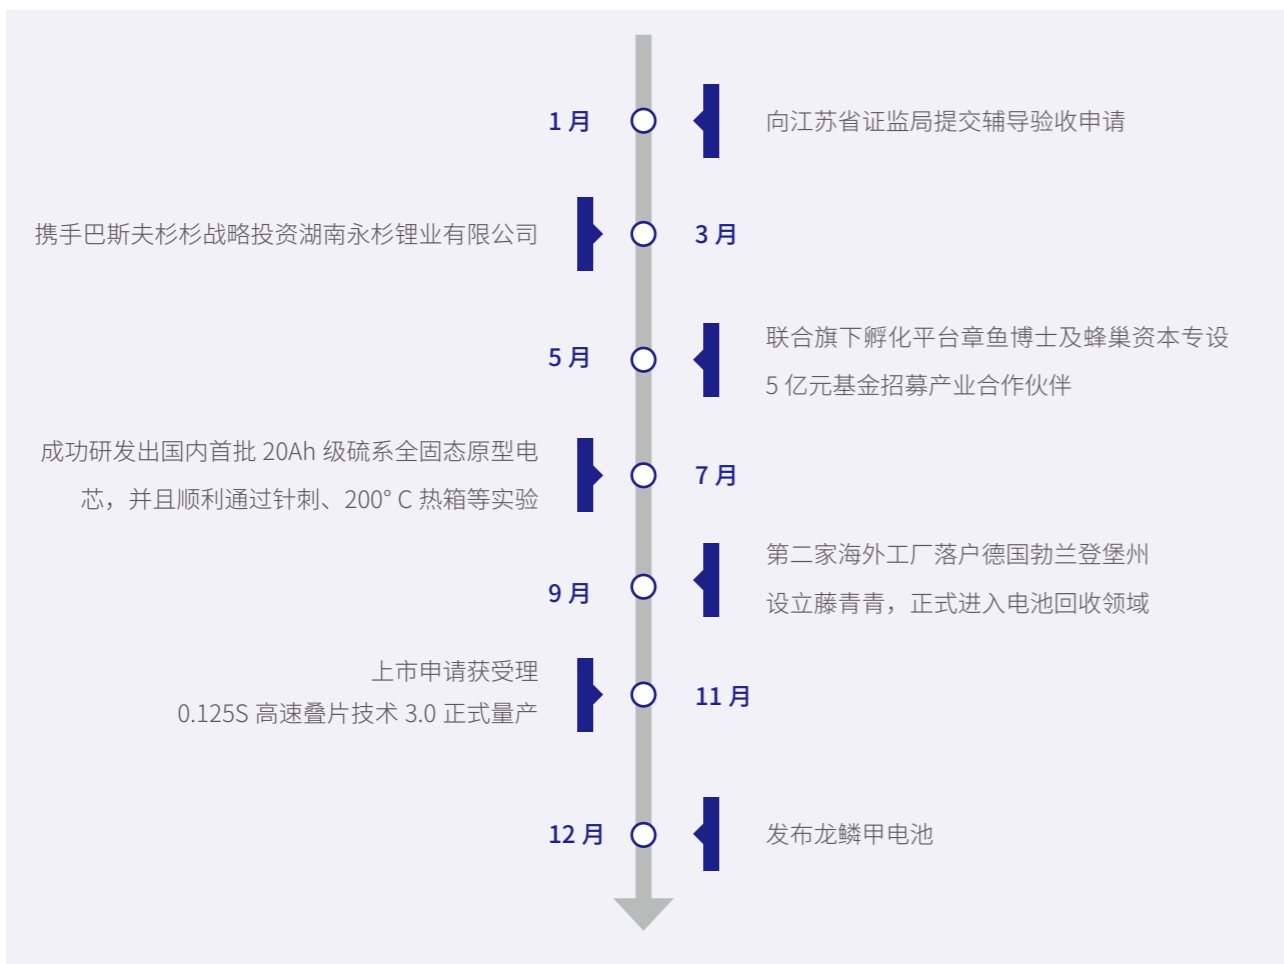 1 月
向江苏省证监局提交辅导验收申请
携手巴斯夫杉杉战略投资湖南永杉锂业有限公司
3 月
5 月
联合旗下孵化平台章鱼博士及蜂巢资本专设
5 亿元基金招募产业合作伙伴
成功研发出国内首批 20Ah 级硫系全固态原型电
芯，并且顺利通过针刺、200° C 热箱等实验
7 月
9 月
第二家海外工厂落户德国勃兰登堡州
设立藤青青，正式进入电池回收领域
上市申请获受理
0.125S 高速叠片技术 3.0 正式量产
11 月
12 月
发布龙鳞甲电池